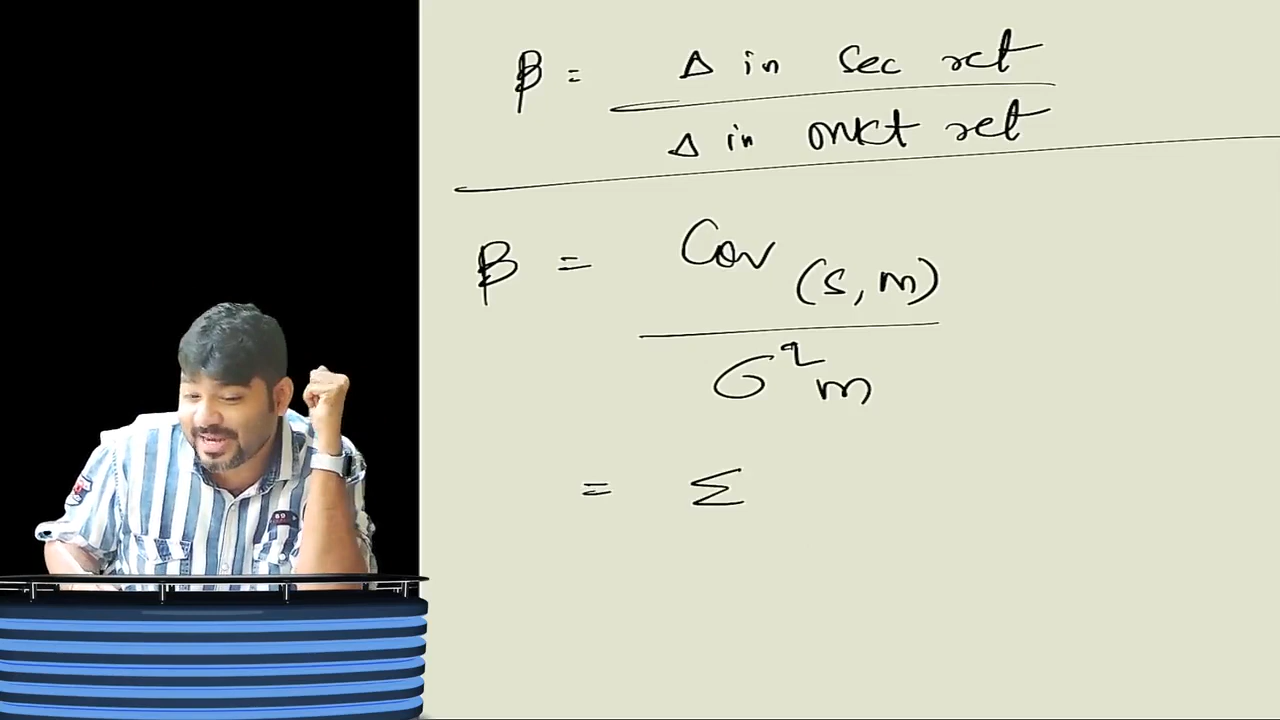 β = Δ in sec ret
Δ in mkt ret
β = Cov (s, m)
σ² m
= Σ